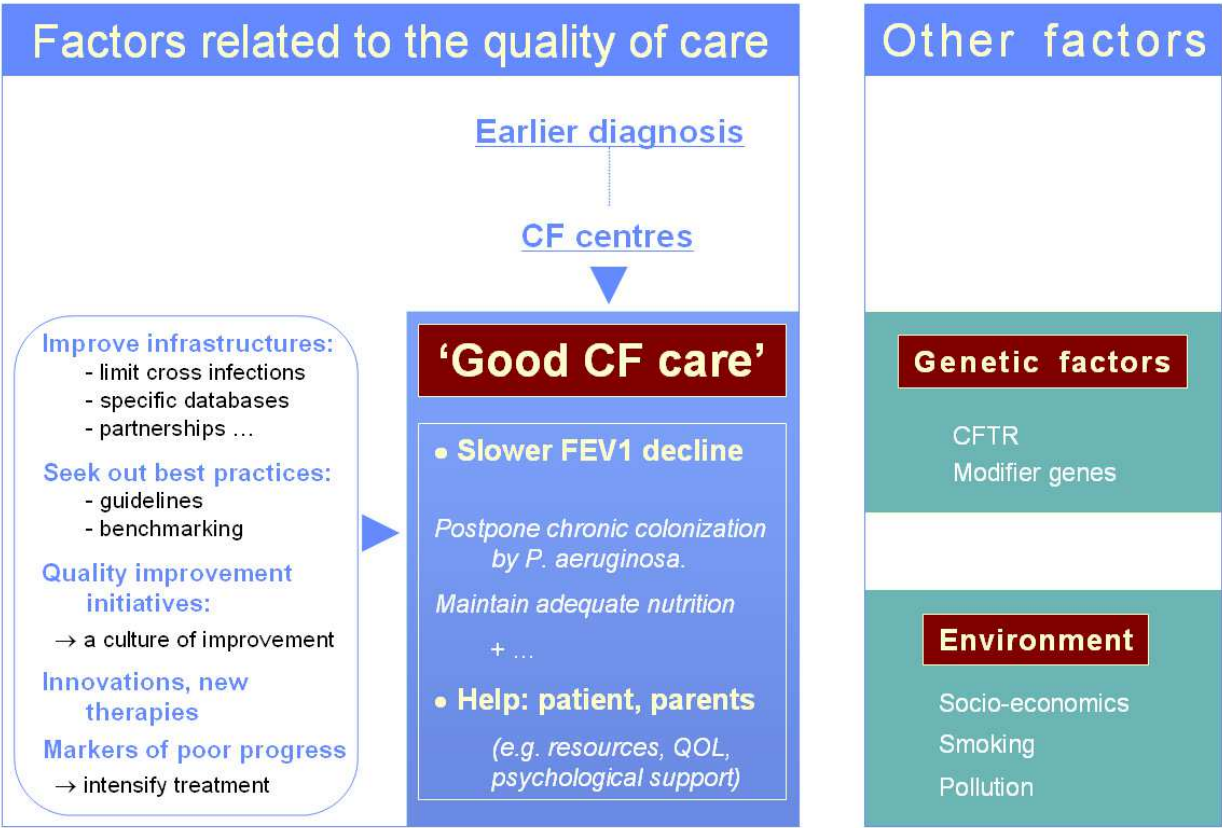 Factors related to the quality of care
Earlier diagnosis
CF centres
Improve infrastructures:
- limit cross infections
- specific databases
- partnerships …
Seek out best practices:
- guidelines
- benchmarking
Quality improvement
initiatives:
→ a culture of improvement
Innovations, new
therapies
Markers of poor progress
→ intensify treatment
‘Good CF care’
• Slower FEV1 decline
Postpone chronic colonization
by P. aeruginosa.
Maintain adequate nutrition
+ …
• Help: patient, parents
(e.g. resources, QOL,
psychological support)
Other factors
Genetic factors
CFTR
Modifier genes
Environment
Socio-economics
Smoking
Pollution